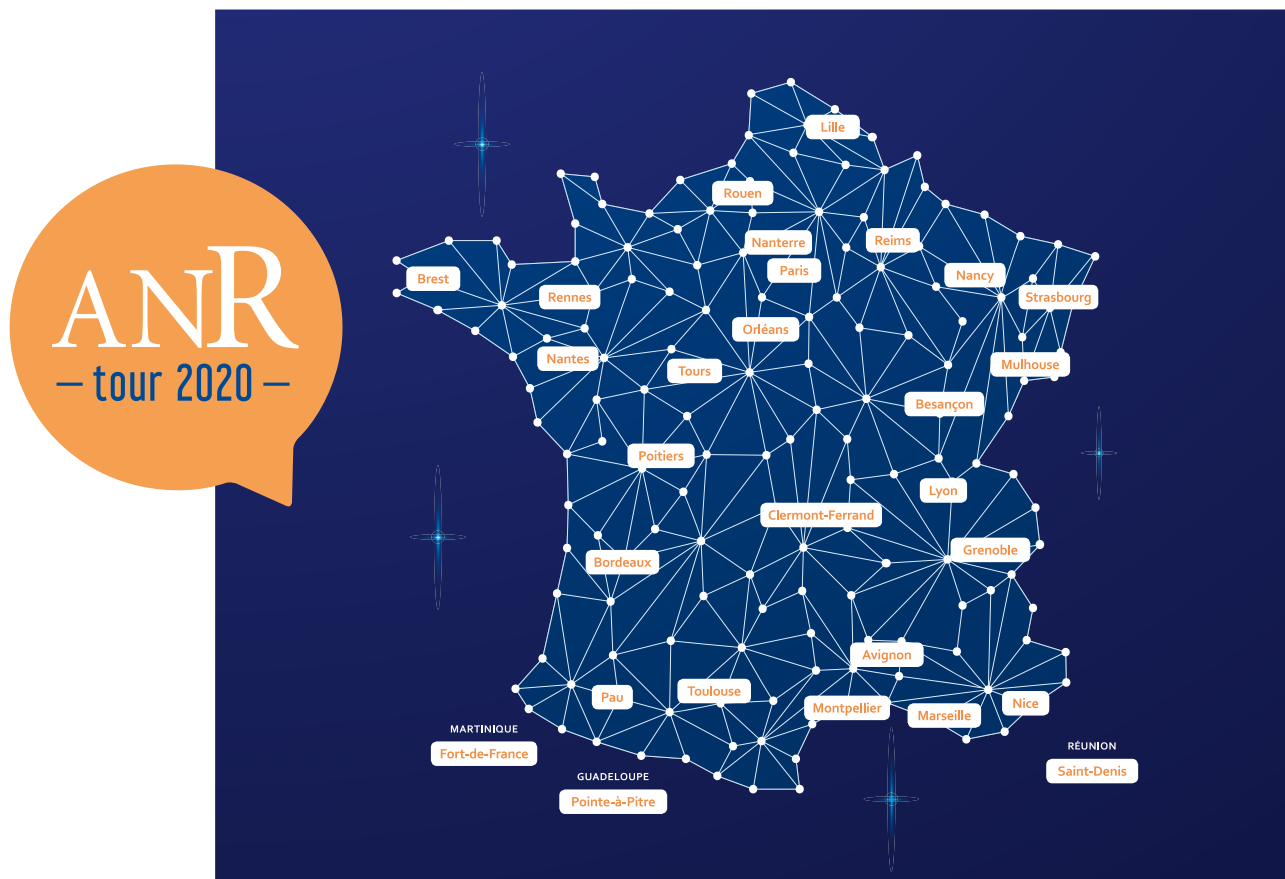 ANR
– tour 2020 –
Lille
Rouen
Nanterre
Reims
Paris
Nancy
Brest
Rennes
Strasbourg
Orléans
Nantes
Tours
Mulhouse
Besançon
Poitiers
Lyon
Clermont-Ferrand
Grenoble
Bordeaux
Avignon
Pau
Toulouse
Montpellier
Marseille
Nice
MARTINIQUE
Fort-de-France
GUADELOUPE
Pointe-à-Pitre
RÉUNION
Saint-Denis